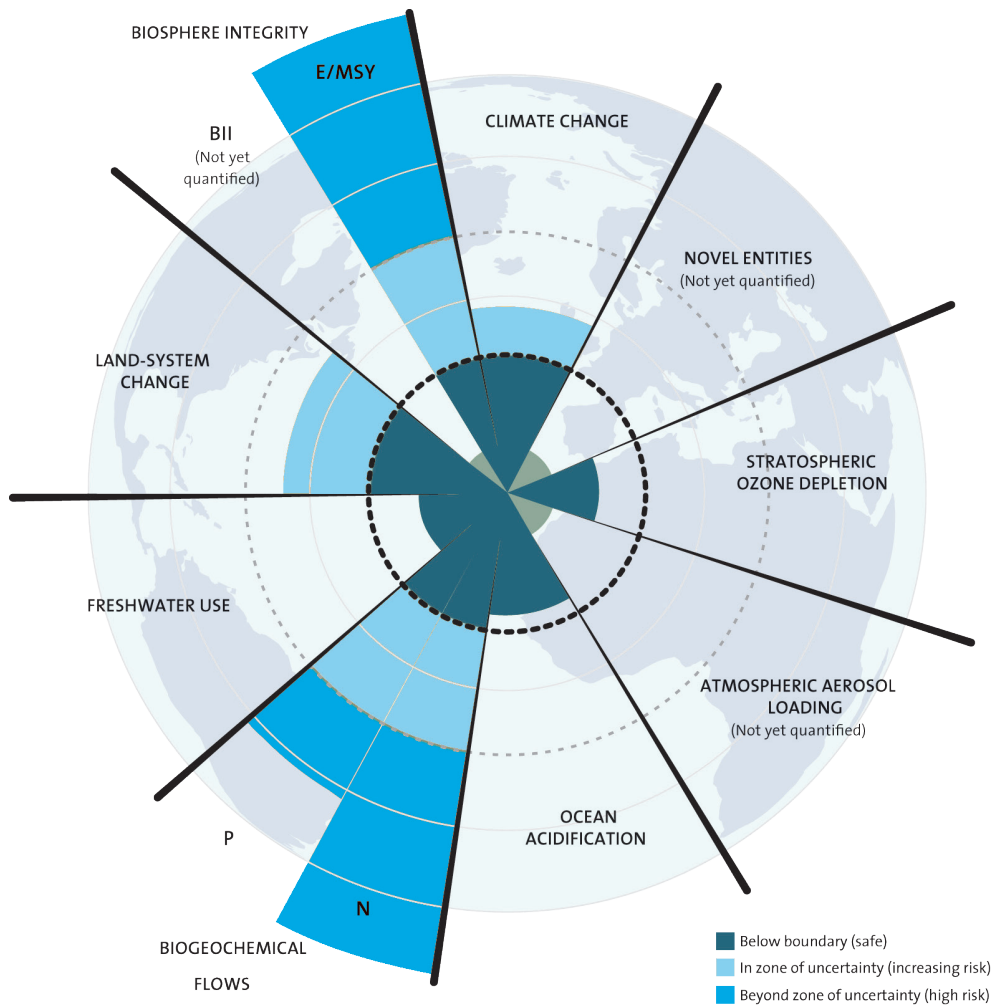 BIOSPHERE INTEGRITY
E/MSY
BII
(Not yet
quantified)
CLIMATE CHANGE
NOVEL ENTITIES
(Not yet quantified)
LAND-SYSTEM
CHANGE
STRATOSPHERIC
OZONE DEPLETION
FRESHWATER USE
ATMOSPHERIC AEROSOL
LOADING
(Not yet quantified)
OCEAN
ACIDIFICATION
P
N
BIOGEOCHEMICAL
FLOWS
Below boundary (safe)
In zone of uncertainty (increasing risk)
Beyond zone of uncertainty (high risk)